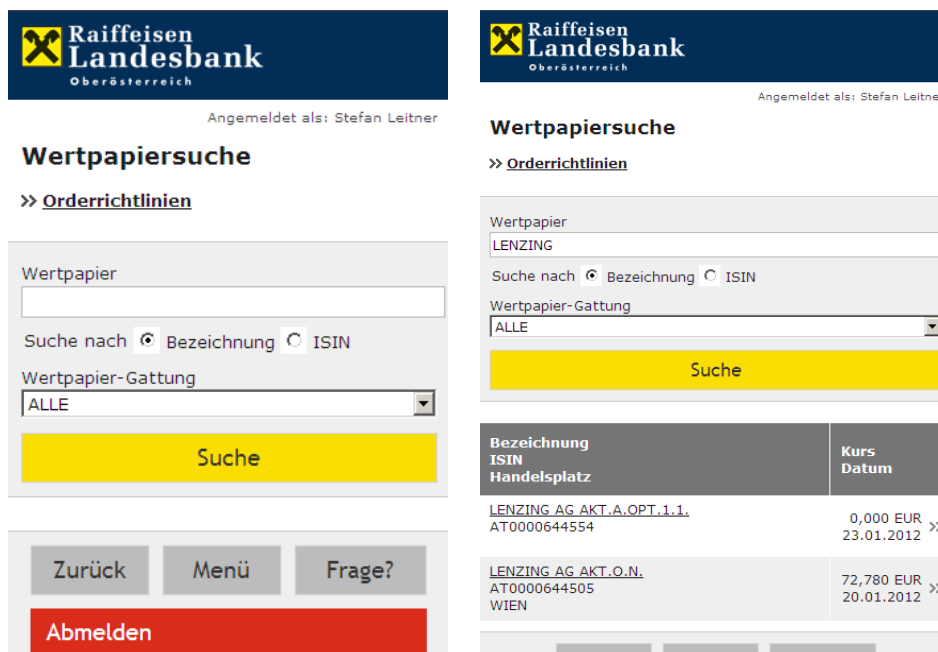 Raiffeisen
Landesbank
Oberösterreich
Angemeldet als: Stefan Leitner
Wertpapiersuche
>> Orderrichtlinien
Wertpapier
Suche nach Bezeichnung ISIN
Wertpapier-Gattung
ALLE
Suche
Zurück Menü Frage?
Abmelden
Raiffeisen
Landesbank
Oberösterreich
Angemeldet als: Stefan Leitne
Wertpapiersuche
>> Orderrichtlinien
Wertpapier
LENZING
Suche nach Bezeichnung ISIN
Wertpapier-Gattung
ALLE
Suche
Bezeichnung
ISIN
Handelsplatz
Kurs
Datum
LENZING AG AKT.A.OPT.1.1.
AT0000644554
0,000 EUR >>
23.01.2012
LENZING AG AKT.O.N.
AT0000644505
WIEN
72,780 EUR >>
20.01.2012